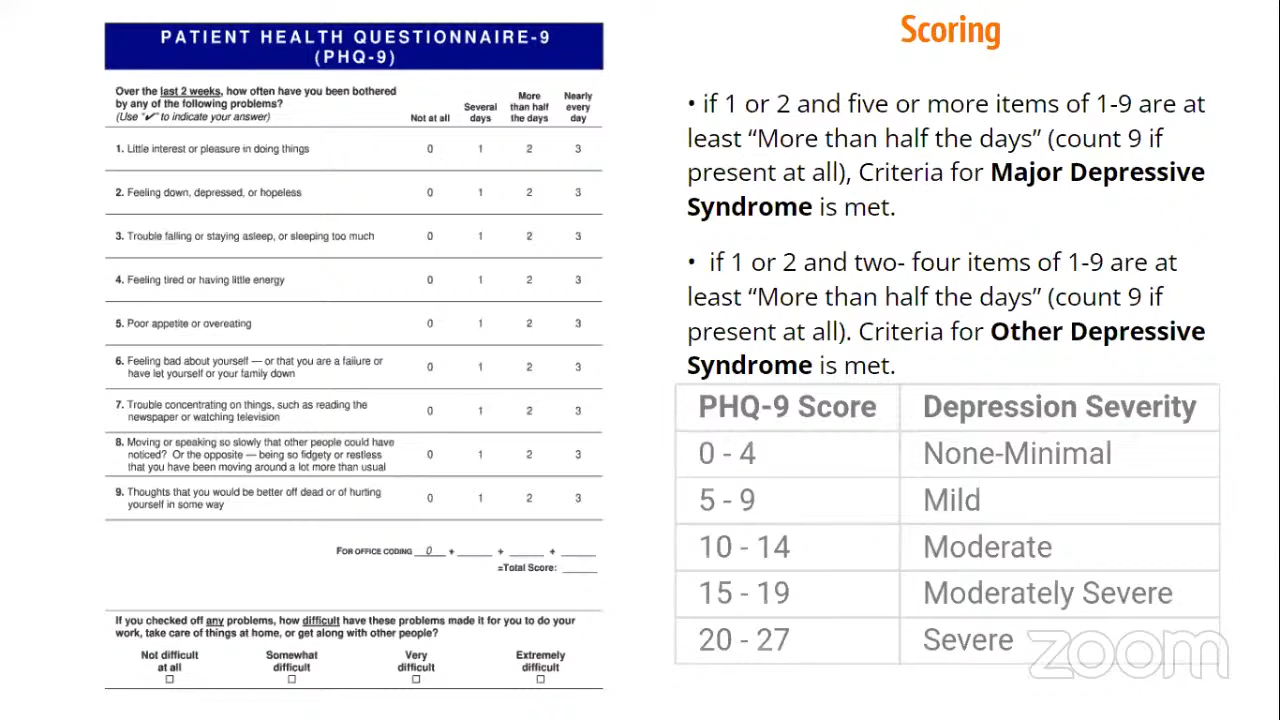 PATIENT HEALTH QUESTIONNAIRE-9
(PHQ-9)
Over the last 2 weeks, how often have you been bothered
by any of the following problems?
(Use "✔" to indicate your answer)
Not at all
Several
days
More
than half
the days
Nearly
every
day
1. Little interest or pleasure in doing things 0 1 2 3
2. Feeling down, depressed, or hopeless 0 1 2 3
3. Trouble falling or staying asleep, or sleeping too much 0 1 2 3
4. Feeling tired or having little energy 0 1 2 3
5. Poor appetite or overeating 0 1 2 3
6. Feeling bad about yourself — or that you are a failure or
have let yourself or your family down 0 1 2 3
7. Trouble concentrating on things, such as reading the
newspaper or watching television 0 1 2 3
8. Moving or speaking so slowly that other people could have
noticed? Or the opposite — being so fidgety or restless
that you have been moving around a lot more than usual 0 1 2 3
9. Thoughts that you would be better off dead or of hurting
yourself in some way 0 1 2 3
FOR OFFICE CODING 0 + ______ + ______ + ______
=Total Score: ______
If you checked off any problems, how difficult have these problems made it for you to do your
work, take care of things at home, or get along with other people?
Not difficult
at all
□
Somewhat
difficult
□
Very
difficult
□
Extremely
difficult
□
Scoring
• if 1 or 2 and five or more items of 1-9 are at
least “More than half the days” (count 9 if
present at all), Criteria for Major Depressive
Syndrome is met.
• if 1 or 2 and two- four items of 1-9 are at
least “More than half the days” (count 9 if
present at all). Criteria for Other Depressive
Syndrome is met.
PHQ-9 Score Depression Severity
0 - 4 None-Minimal
5 - 9 Mild
10 - 14 Moderate
15 - 19 Moderately Severe
20 - 27 Severe
zoom